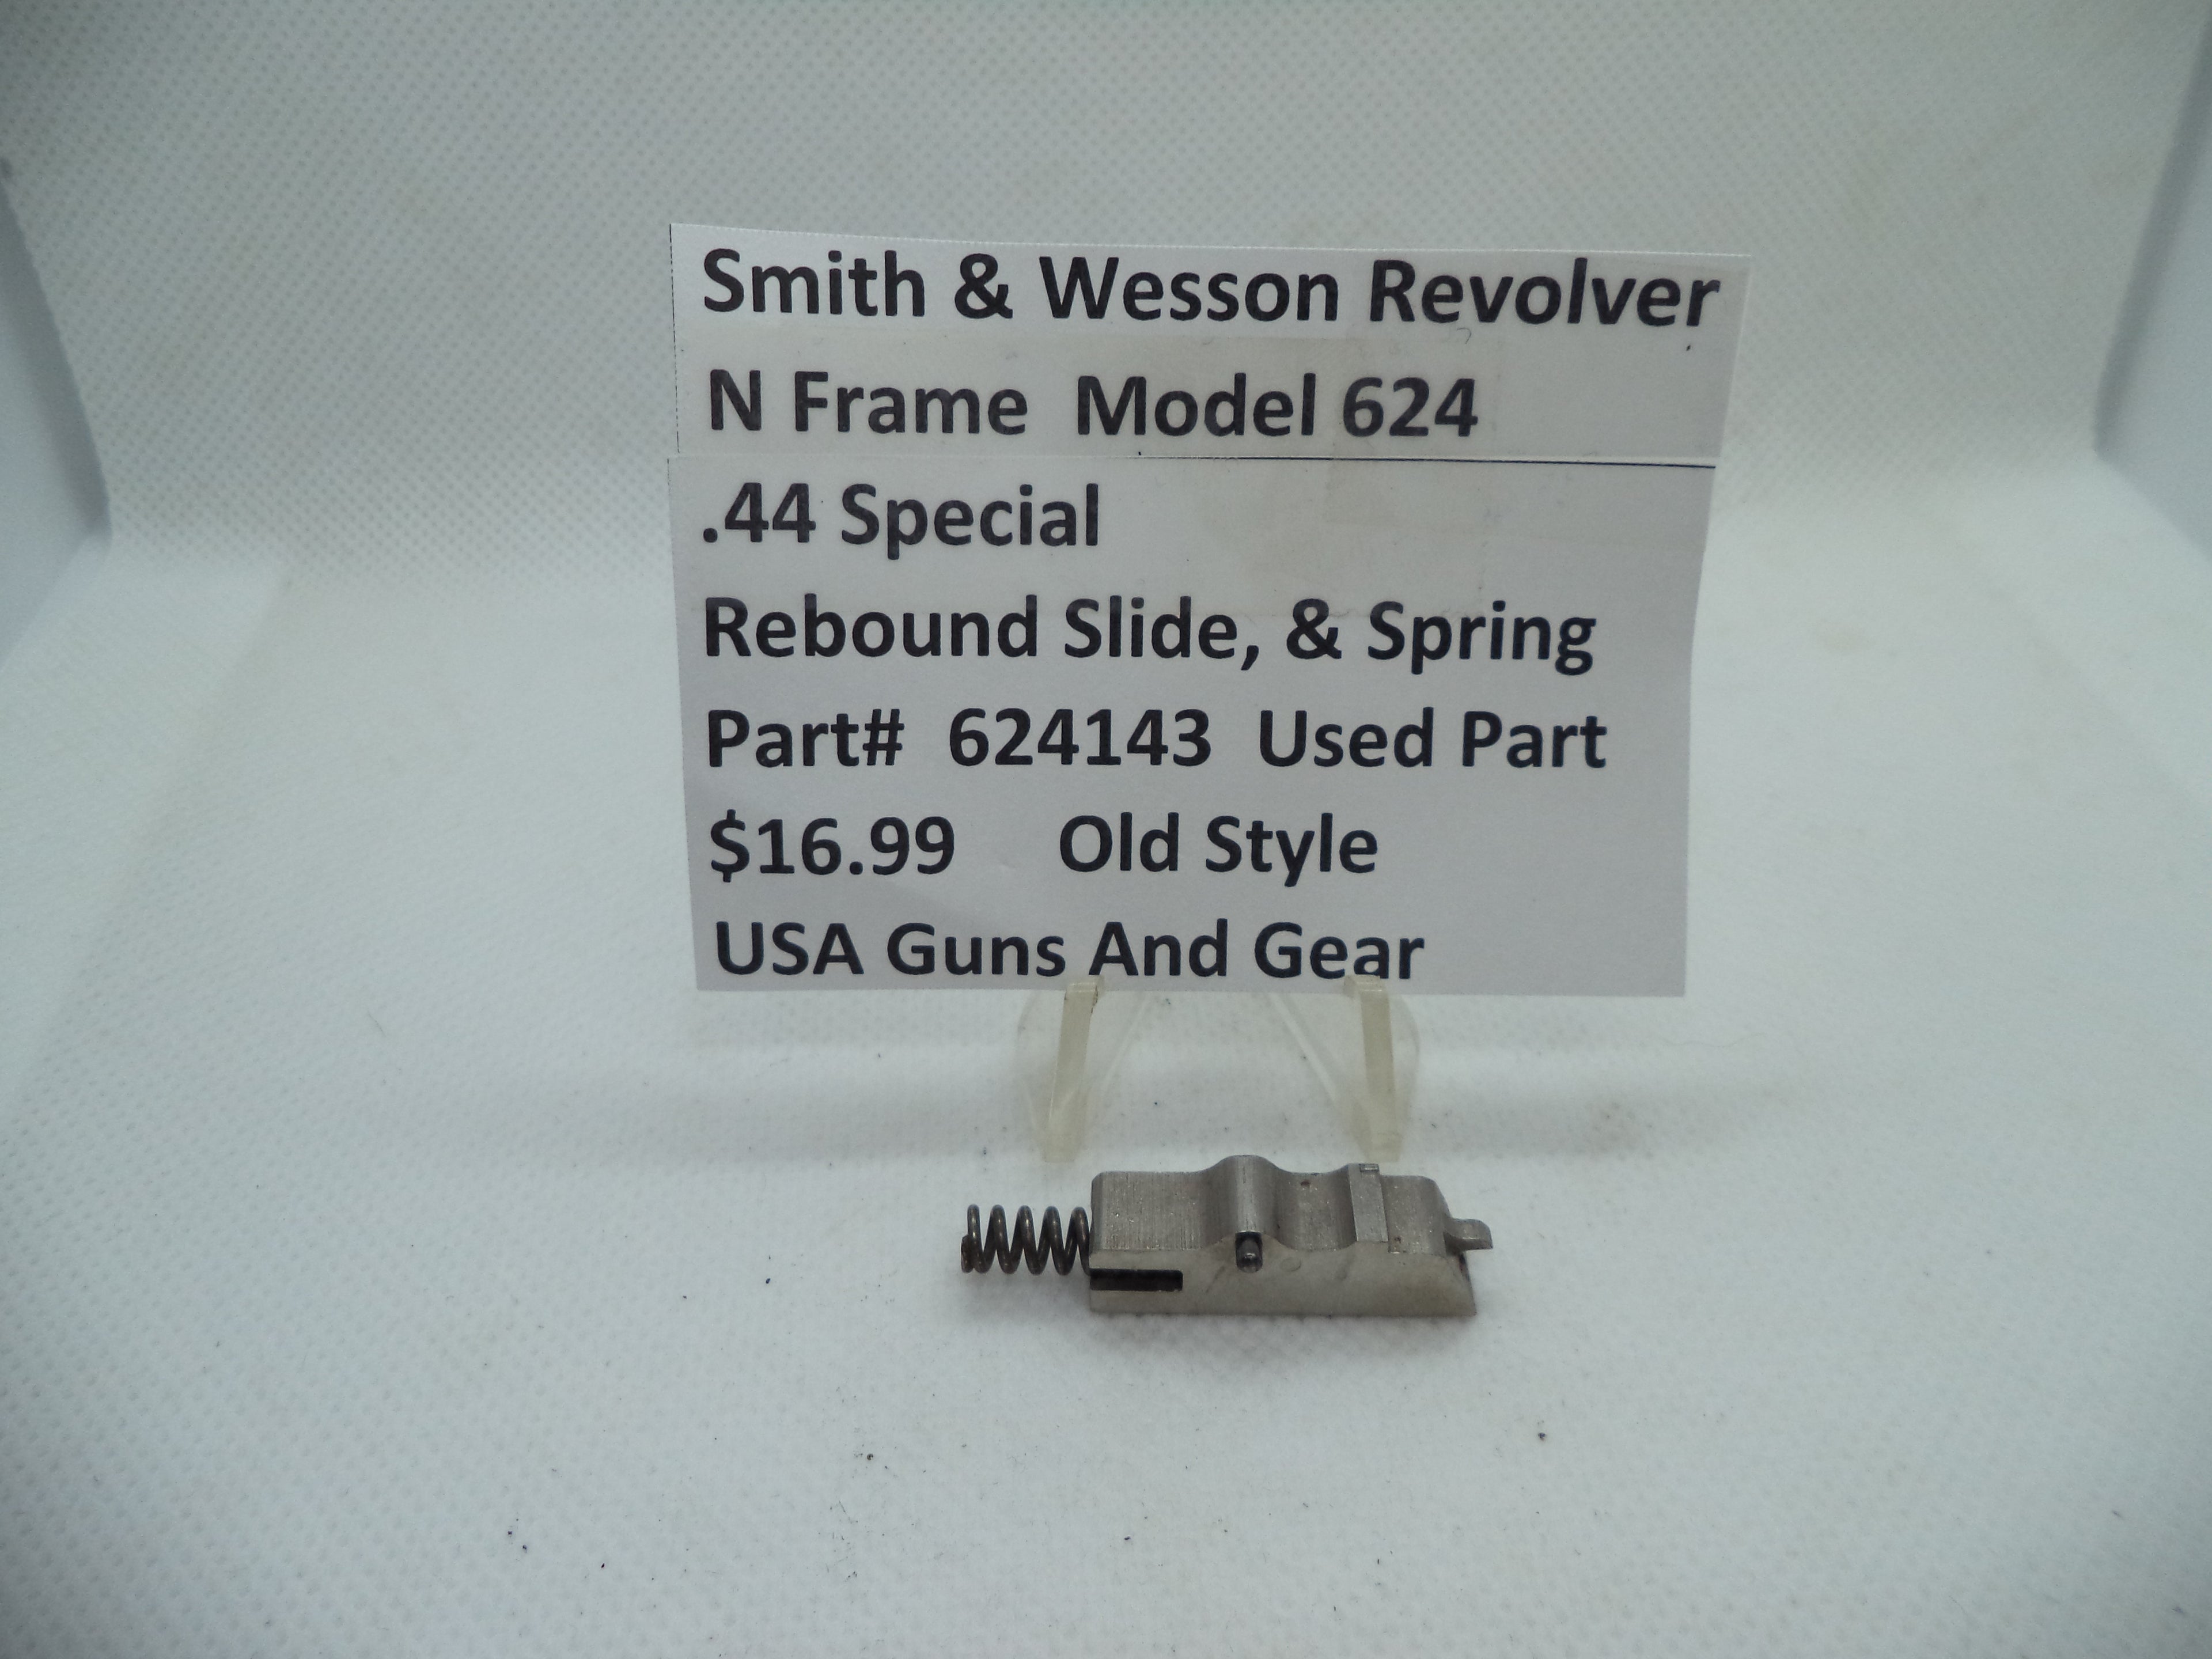 Smith & Wesson Revolver
N Frame Model 624
.44 Special
Rebound Slide, & Spring
Part# 624143 Used Part
$16.99 Old Style
USA Guns And Gear